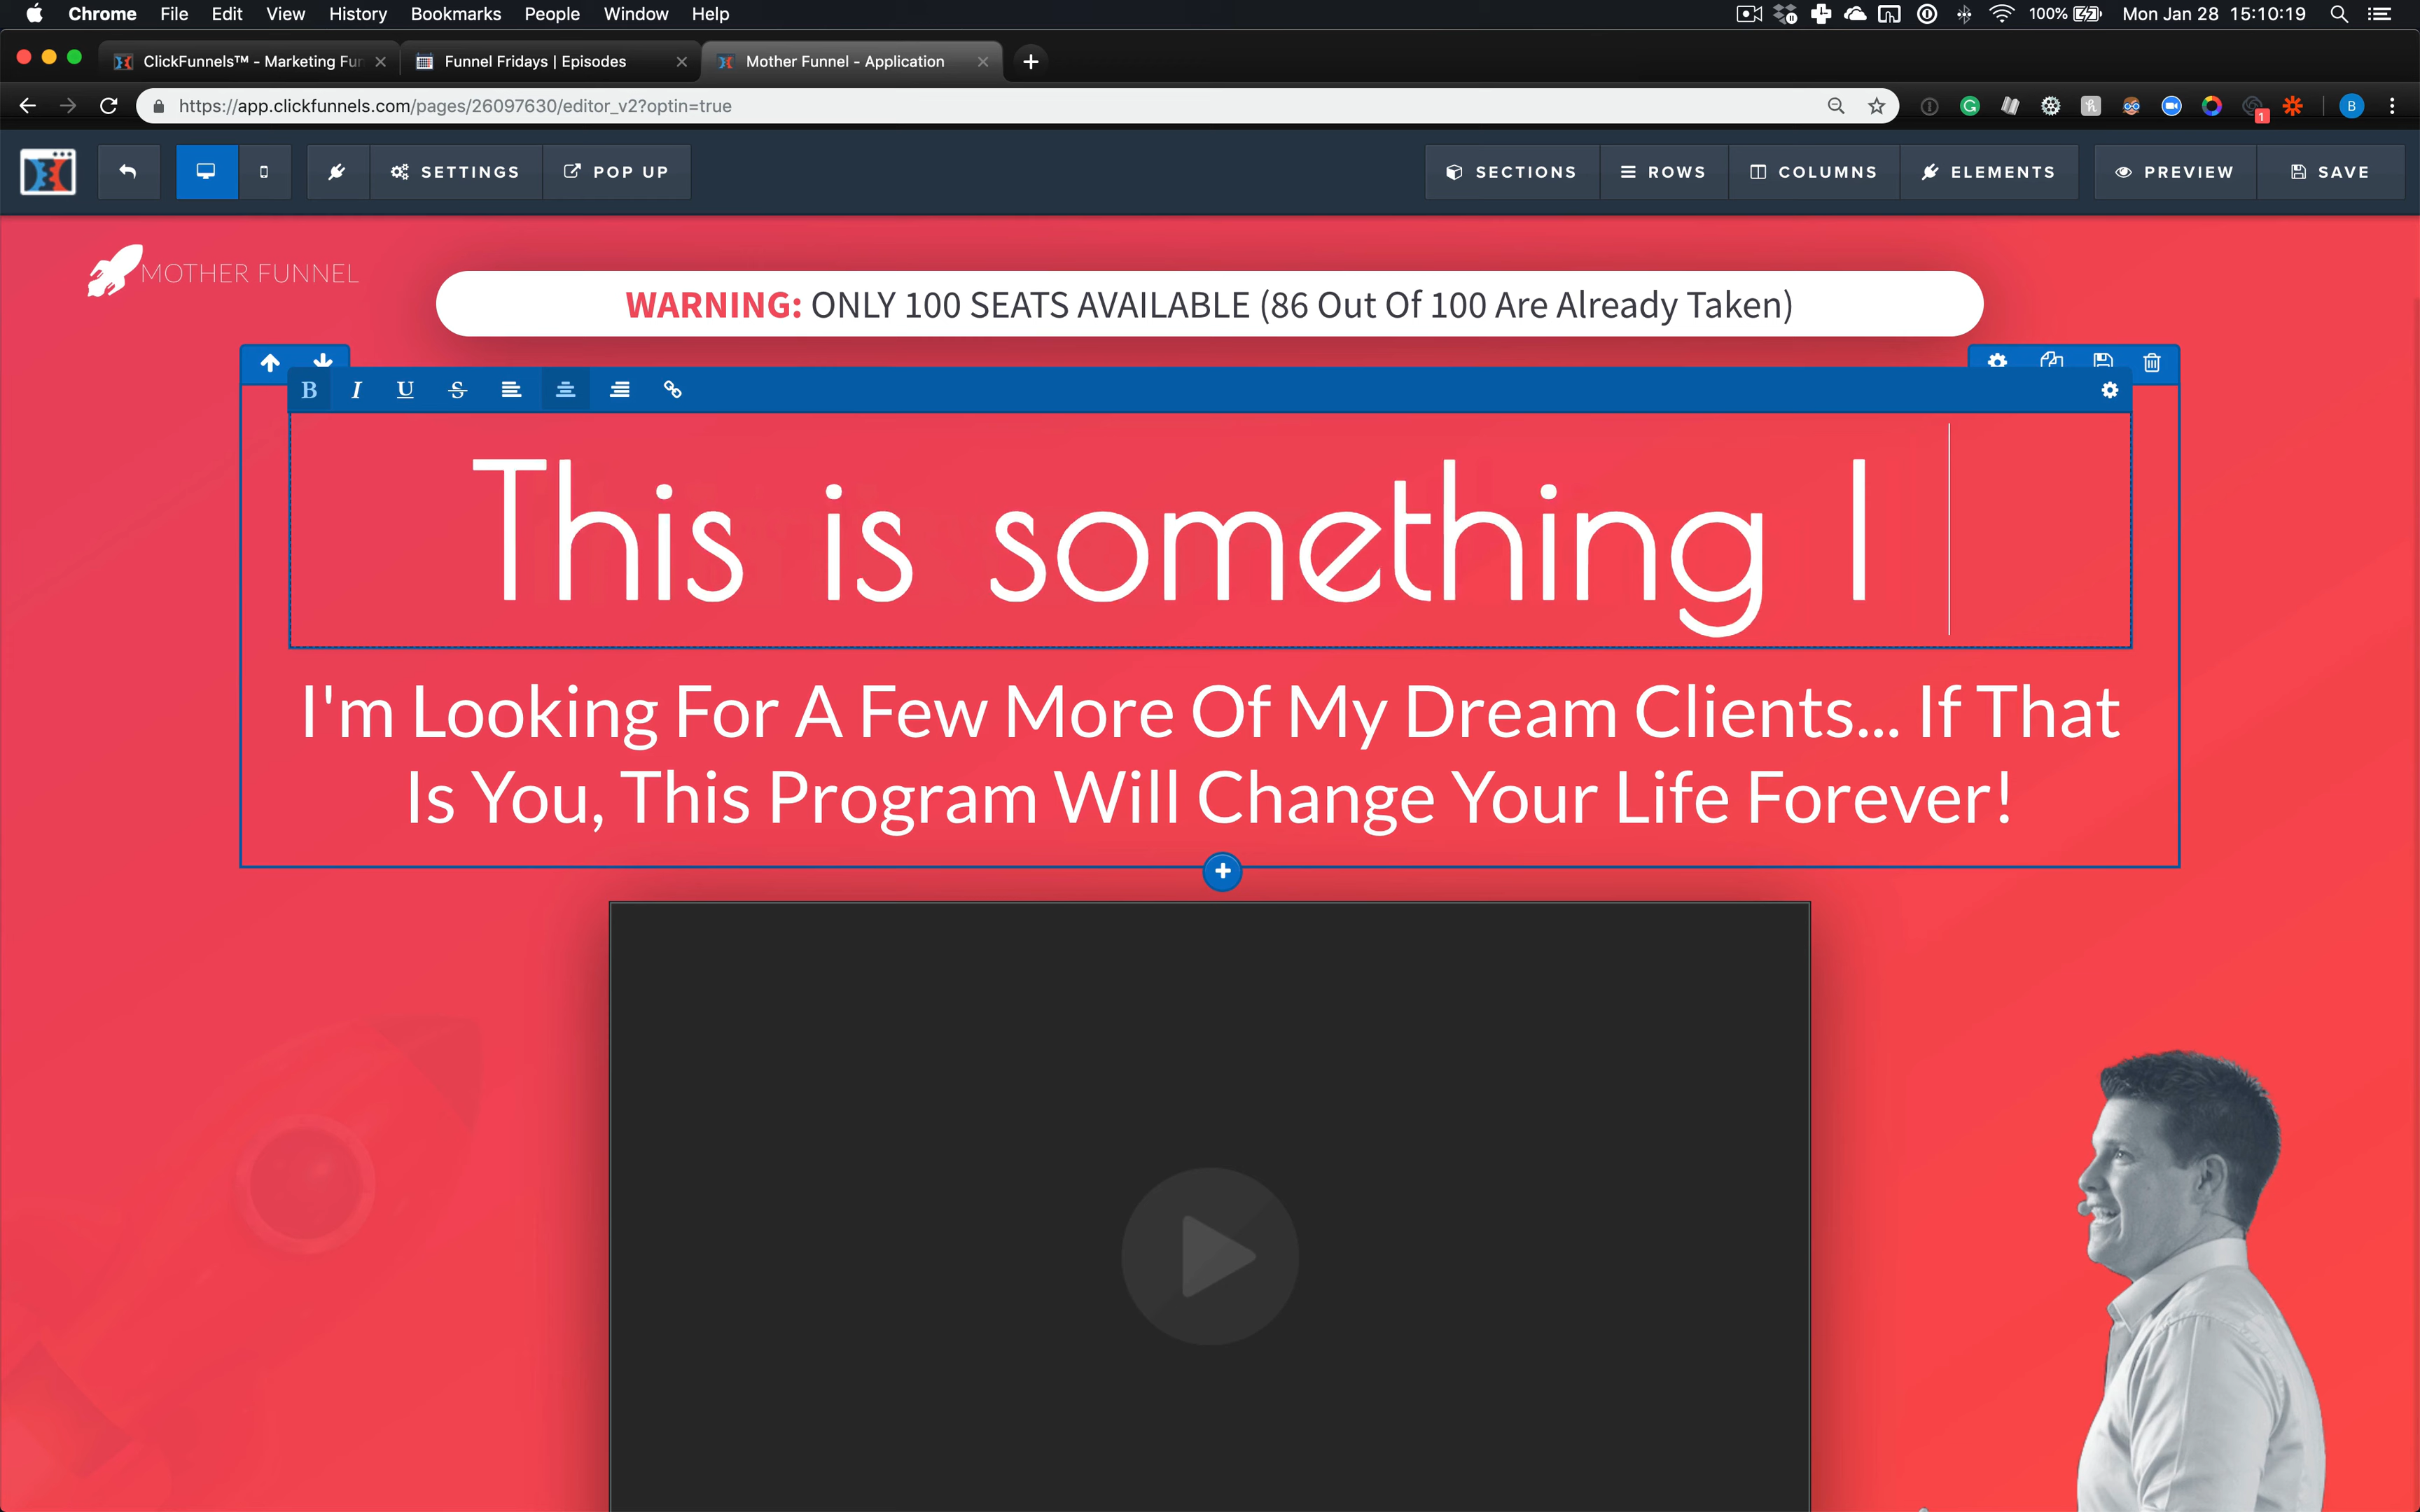 Chrome File Edit View History Bookmarks People Window Help 100% Mon Jan 28 15:10:19
ClickFunnels™ - Marketing Fun Funnel Fridays | Episodes Mother Funnel - Application
https://app.clickfunnels.com/pages/26097630/editor_v2?optin=true
1 B
SETTINGS POP UP SECTIONS ROWS COLUMNS ELEMENTS PREVIEW SAVE
MOTHER FUNNEL
WARNING: ONLY 100 SEATS AVAILABLE (86 Out Of 100 Are Already Taken)
B I U S
This is something I
I'm Looking For A Few More Of My Dream Clients... If That
Is You, This Program Will Change Your Life Forever!